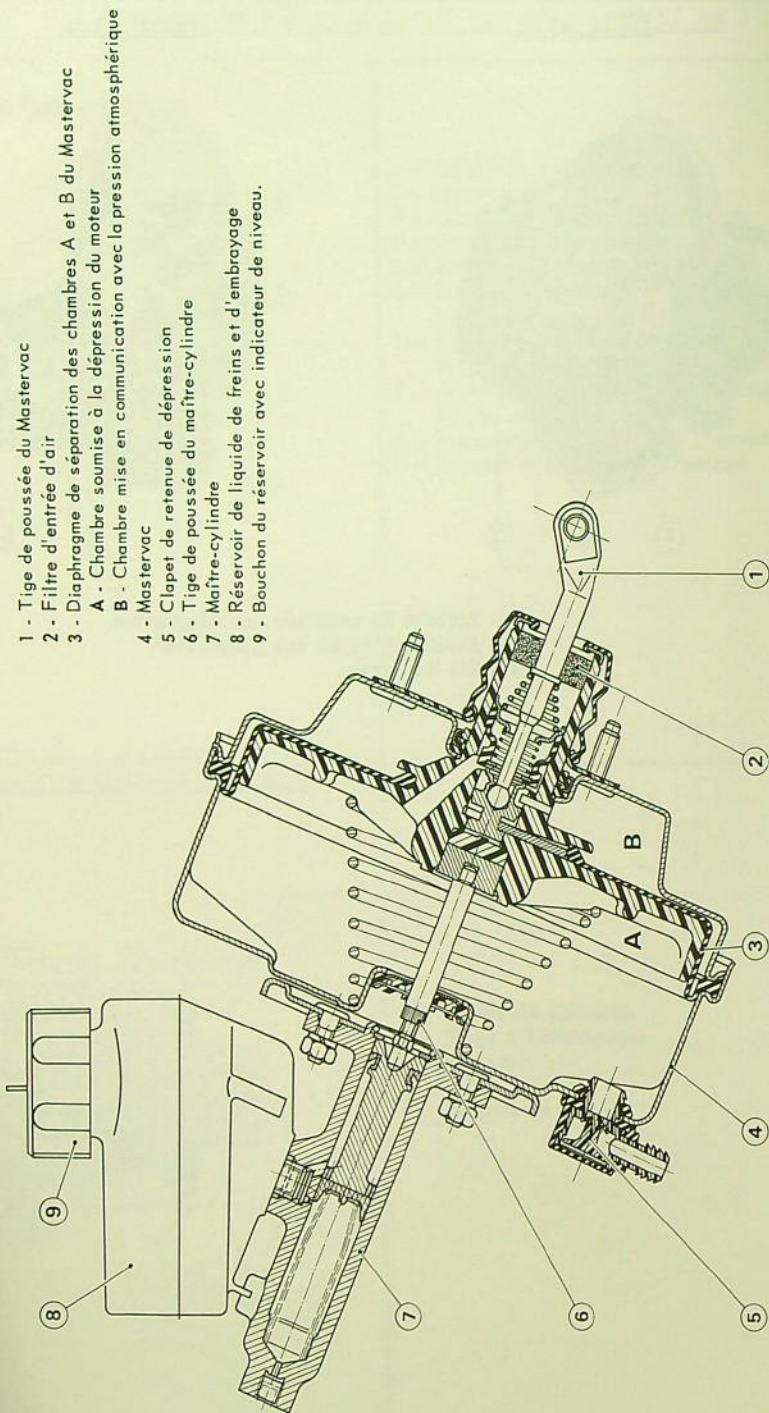 1 - Tige de poussée du Mastervac
2 - Filtre d'entrée d'air
3 - Diaphragme de séparation des chambres A et B du Mastervac
A - Chambre soumise à la dépression du moteur
B - Chambre mise en communication avec la pression atmosphérique
4 - Mastervac
5 - Clapet de retenue de dépression
6 - Tige de poussée du maître-cylindre
7 - Maître-cylindre
8 - Réservoir de liquide de freins et d'embrayage
9 - Bouchon du réservoir avec indicateur de niveau.
9
8
7
6
5
4
3
2
1
A
B